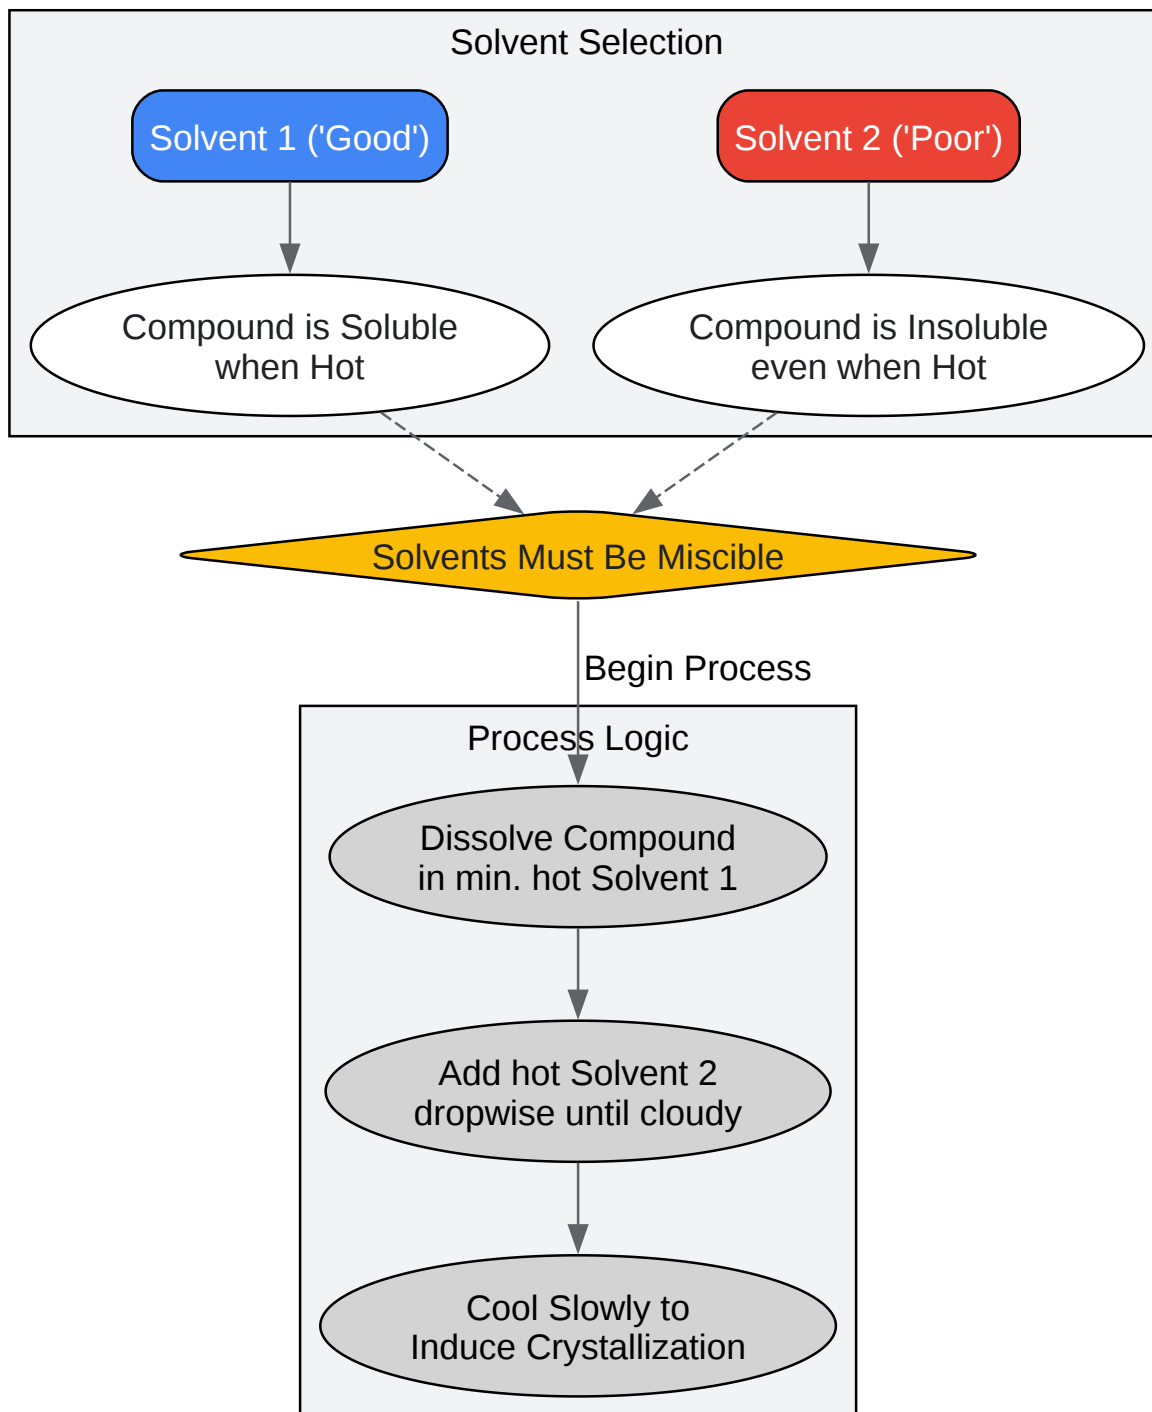 Solvent Selection
Solvent 1 ('Good')
Solvent 2 ('Poor')
Compound is Soluble
when Hot
Compound is Insoluble
even when Hot
Solvents Must Be Miscible
Begin Process
Process Logic
Dissolve Compound
in min. hot Solvent 1
Add hot Solvent 2
dropwise until cloudy
Cool Slowly to
Induce Crystallization